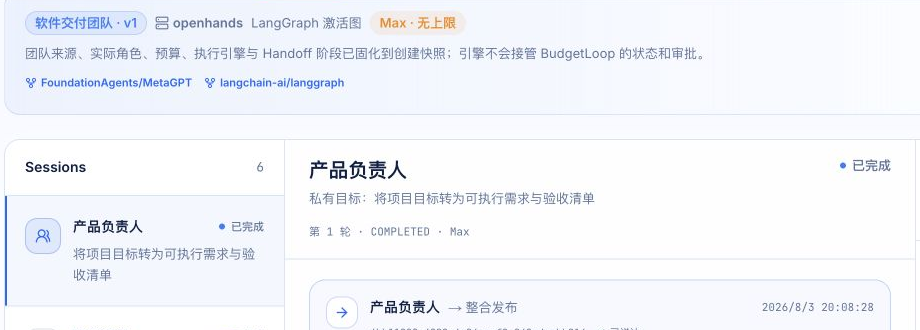 软件交付团队 · v1 openhands LangGraph 激活图 Max · 无上限
团队来源、实际角色、预算、执行引擎与 Handoff 阶段已固化到创建快照；引擎不会接管 BudgetLoop 的状态和审批。
FoundationAgents/MetaGPT langchain-ai/langgraph
Sessions 6
产品负责人 已完成
将项目目标转为可执行需求与验
收清单
产品负责人 已完成
私有目标：将项目目标转为可执行需求与验收清单
第 1 轮 · COMPLETED · Max
产品负责人 → 整合发布 2026/8/3 20:08:28